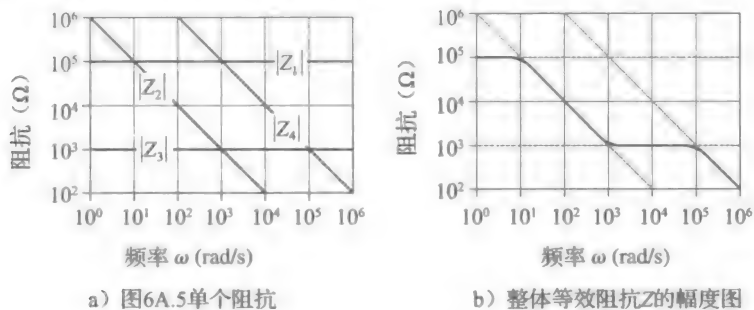 10⁶
10⁵
10⁴
10³
10²
阻抗（Ω）
|Z₁|
|Z₂|
|Z₃|
|Z₄|
10⁰ 10¹ 10² 10³ 10⁴ 10⁵ 10⁶
频率 ω (rad/s)
a）图6A.5单个阻抗
10⁶
10⁵
10⁴
10³
10²
阻抗（Ω）
10⁰ 10¹ 10² 10³ 10⁴ 10⁵ 10⁶
频率 ω (rad/s)
b）整体等效阻抗Z的幅度图